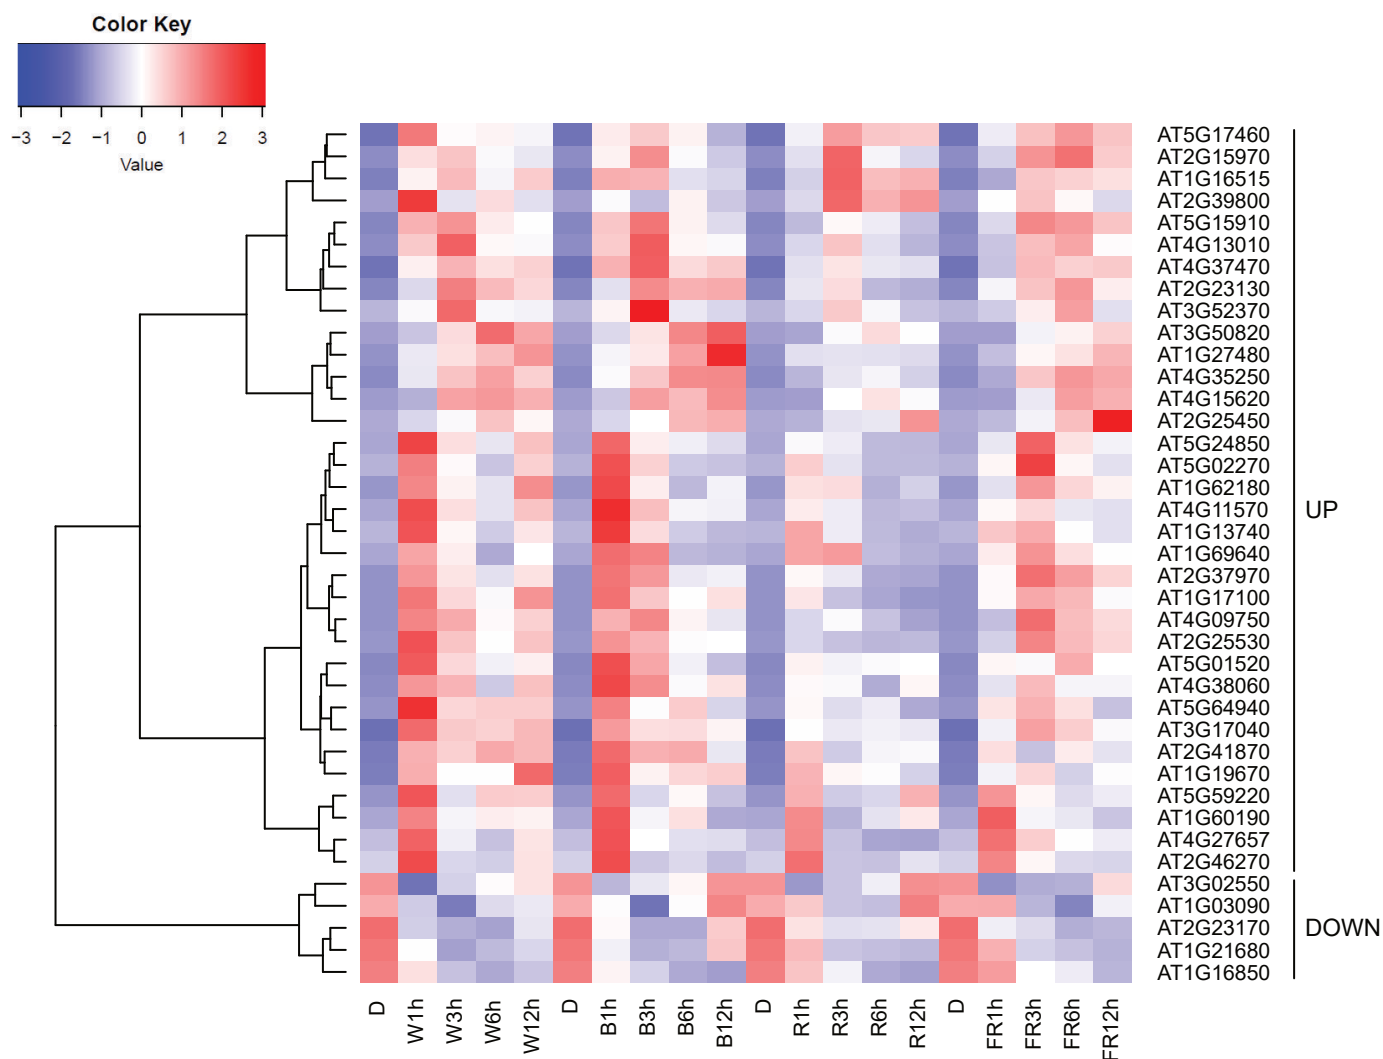 Color Key
−3 −2 −1 0 1 2 3
Value
AT5G17460
AT2G15970
AT1G16515
AT2G39800
AT5G15910
AT4G13010
AT4G37470
AT2G23130
AT3G52370
AT3G50820
AT1G27480
AT4G35250
AT4G15620
AT2G25450
AT5G24850
AT5G02270
AT1G62180
AT4G11570
AT1G13740
AT1G69640
AT2G37970
AT1G17100
AT4G09750
AT2G25530
AT5G01520
AT4G38060
AT5G64940
AT3G17040
AT2G41870
AT1G19670
AT5G59220
AT1G60190
AT4G27657
AT2G46270
AT3G02550
AT1G03090
AT2G23170
AT1G21680
AT1G16850
UP
DOWN
D W1h W3h W6h W12h D B1h B3h B6h B12h D R1h R3h R6h R12h D FR1h FR3h FR6h FR12h